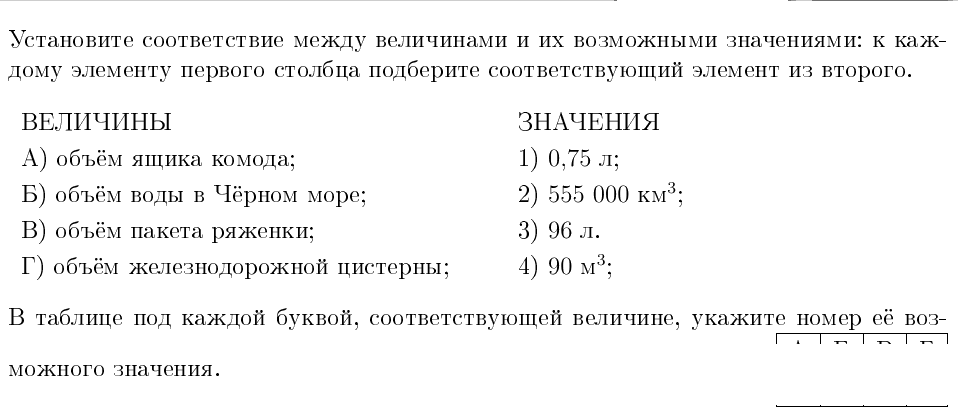 Установите соответствие между величинами и их возможными значениями: к каж-
дому элементу первого столбца подберите соответствующий элемент из второго.
ВЕЛИЧИНЫ ЗНАЧЕНИЯ
А) объём ящика комода; 1) 0,75 л;
Б) объём воды в Чёрном море; 2) 555 000 км³;
В) объём пакета ряженки; 3) 96 л.
Г) объём железнодорожной цистерны; 4) 90 м³;
В таблице под каждой буквой, соответствующей величине, укажите номер её воз-
можного значения.